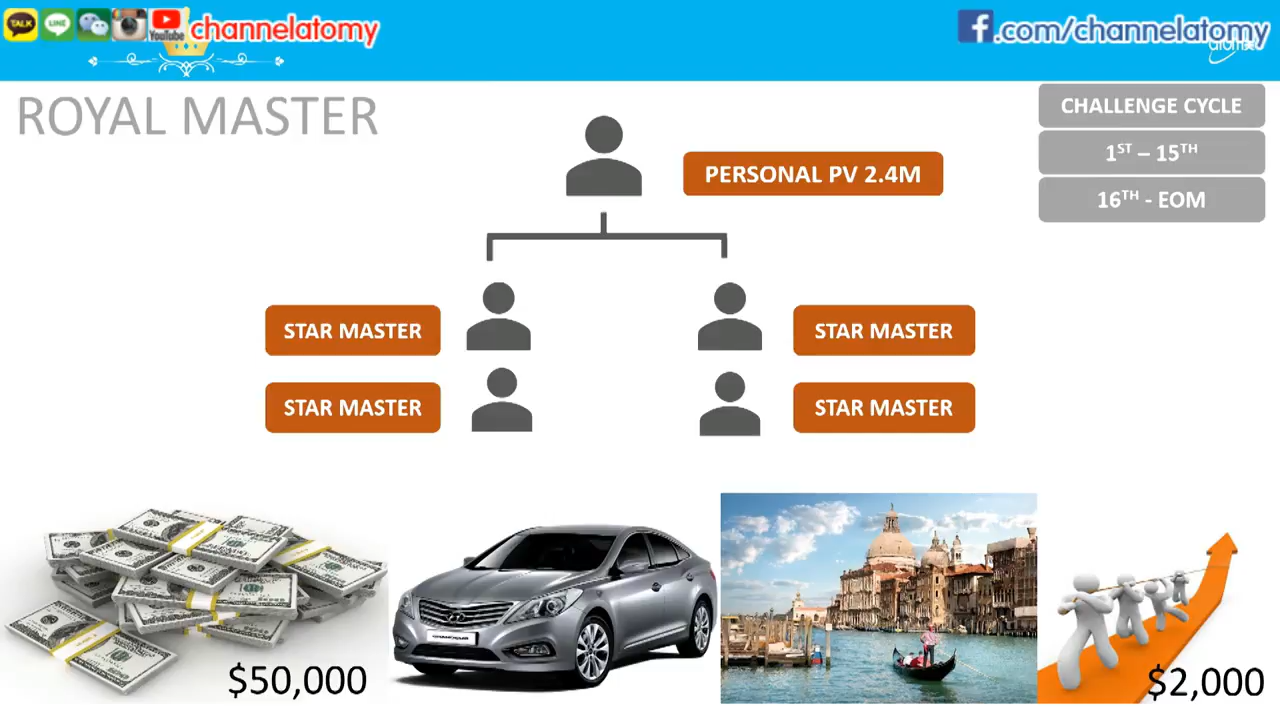 TALK
LINE
YouTube
channelatomy
.com/channelatomy
ROYAL MASTER
CHALLENGE CYCLE
1ST – 15TH
16TH - EOM
PERSONAL PV 2.4M
STAR MASTER
STAR MASTER
STAR MASTER
STAR MASTER
$50,000
$2,000